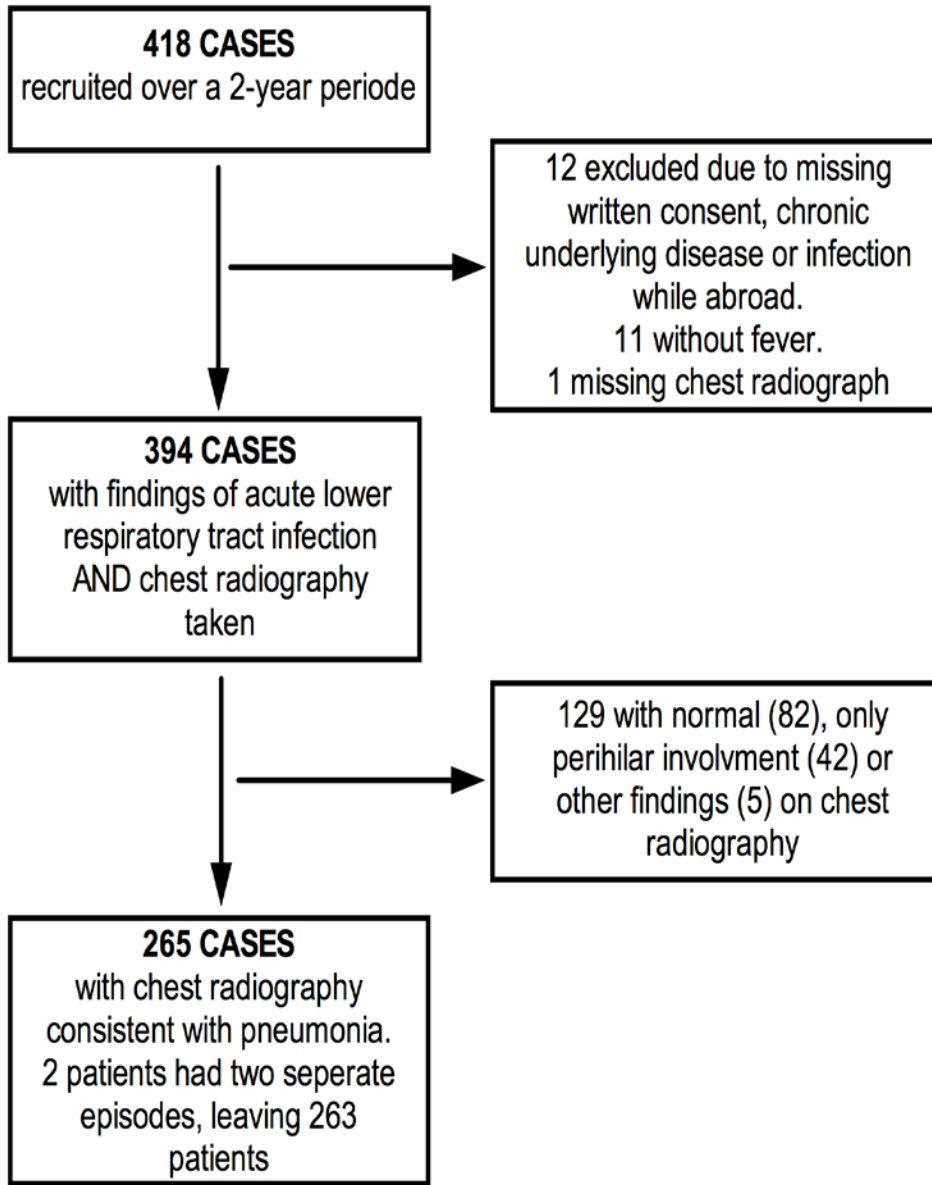 418 CASES
recruited over a 2-year periode
12 excluded due to missing
written consent, chronic
underlying disease or infection
while abroad.
11 without fever.
1 missing chest radiograph
394 CASES
with findings of acute lower
respiratory tract infection
AND chest radiography
taken
129 with normal (82), only
perihilar involvment (42) or
other findings (5) on chest
radiography
265 CASES
with chest radiography
consistent with pneumonia.
2 patients had two seperate
episodes, leaving 263
patients